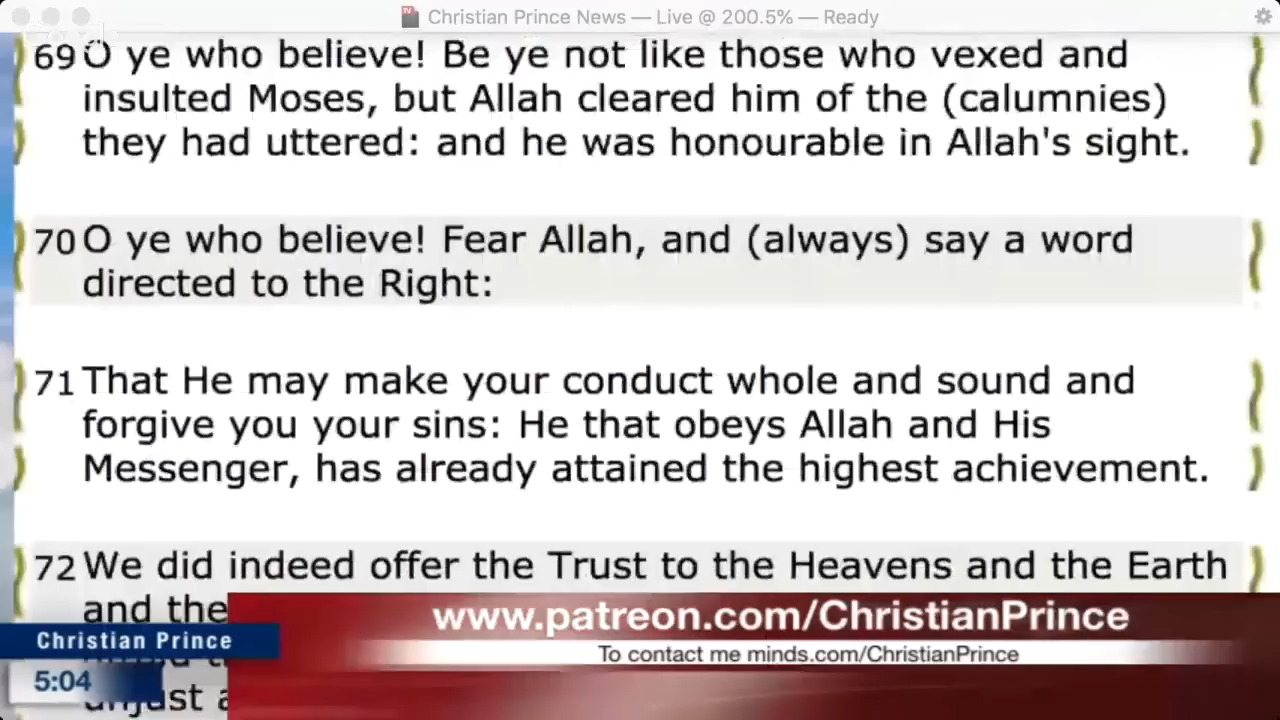 Christian Prince News — Live @ 200.5% — Ready
69 O ye who believe! Be ye not like those who vexed and
insulted Moses, but Allah cleared him of the (calumnies)
they had uttered: and he was honourable in Allah's sight.
70 O ye who believe! Fear Allah, and (always) say a word
directed to the Right:
71 That He may make your conduct whole and sound and
forgive you your sins: He that obeys Allah and His
Messenger, has already attained the highest achievement.
72 We did indeed offer the Trust to the Heavens and the Earth
and the
www.patreon.com/ChristianPrince
Christian Prince
To contact me minds.com/ChristianPrince
5:04
unjust a